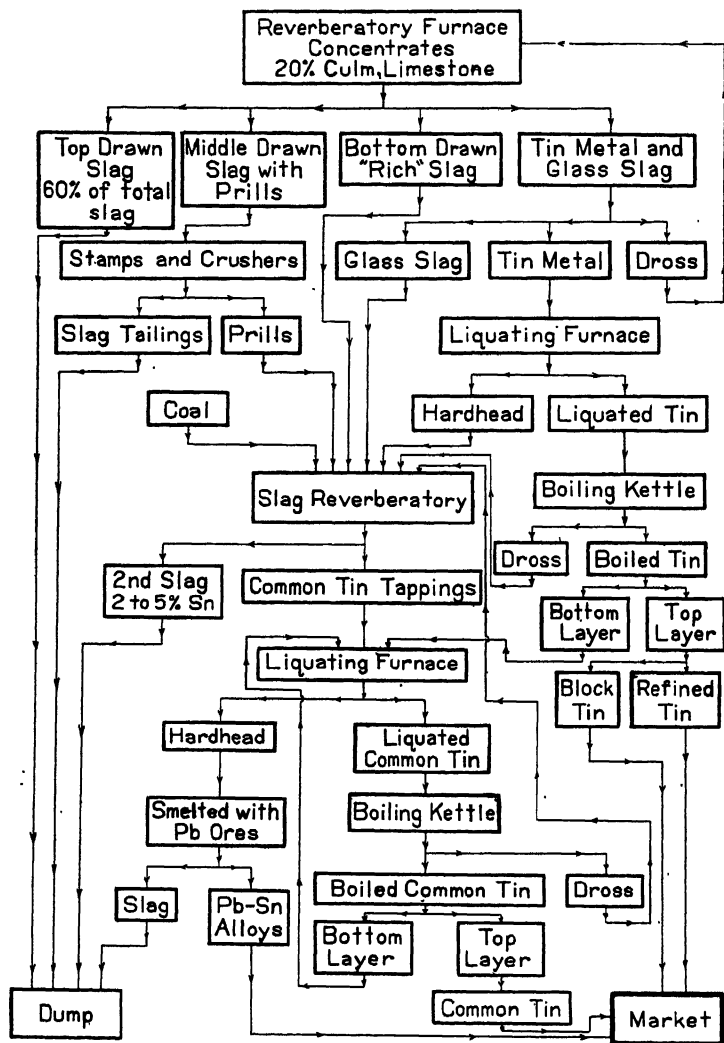 Reverberatory Furnace
Concentrates
20% Culm, Limestone
Top Drawn
Slag
60% of total
slag
Middle Drawn
Slag with
Prills
Bottom Drawn
"Rich" Slag
Tin Metal and
Glass Slag
Stamps and Crushers
Glass Slag
Tin Metal
Dross
Slag Tailings
Prills
Liquating Furnace
Coal
Hardhead
Liquated Tin
Slag Reverberatory
Boiling Kettle
Dross
Boiled Tin
2nd Slag
2 to 5% Sn
Common Tin Tappings
Bottom
Layer
Top
Layer
Liquating Furnace
Block
Tin
Refined
Tin
Hardhead
Liquated
Common Tin
Smelted with
Pb Ores
Boiling Kettle
Slag
Pb-Sn
Alloys
Boiled Common Tin
Dross
Bottom
Layer
Top
Layer
Dump
Common Tin
Market